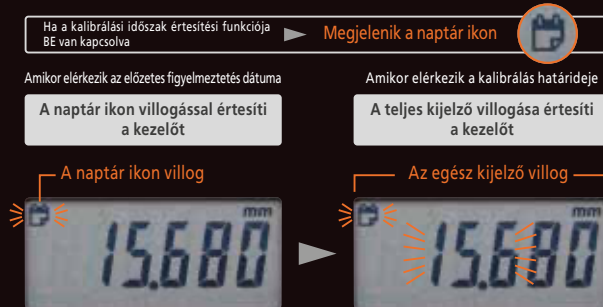 Ha a kalibrálási időszak értesítési funkciója
BE van kapcsolva
Megjelenik a naptár ikon
Amikor elérkezik az előzetes figyelmeztetés dátuma
A naptár ikon villogással értesíti
a kezelőt
A naptár ikon villog
mm
15.680
Amikor elérkezik a kalibrálás határideje
A teljes kijelző villogása értesíti
a kezelőt
Az egész kijelző villog
mm
15.680